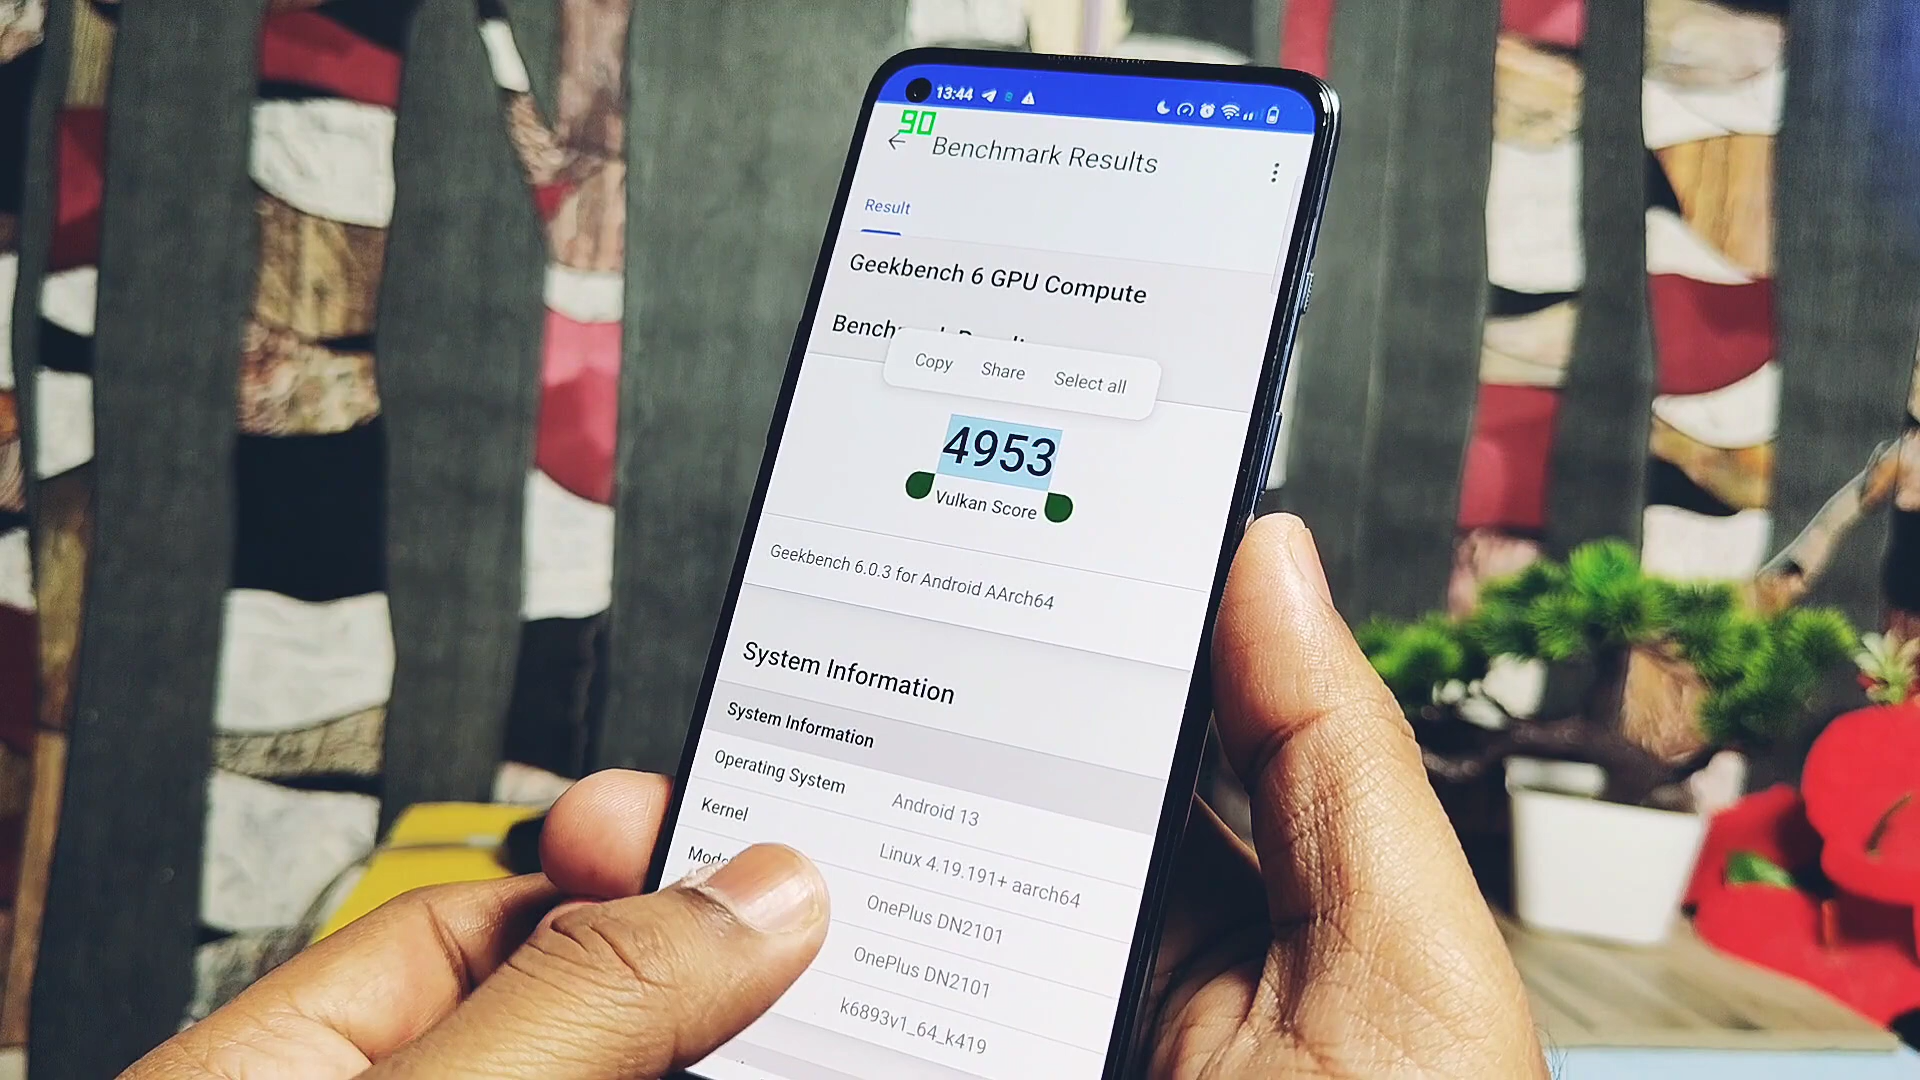 13:44
90
Benchmark Results
Result
Geekbench 6 GPU Compute
Copy Share Select all
4953
Vulkan Score
Geekbench 6.0.3 for Android AArch64
System Information
System Information
Operating System Android 13
Kernel Linux 4.19.191+ aarch64
OnePlus DN2101
OnePlus DN2101
k6893v1_64_k419